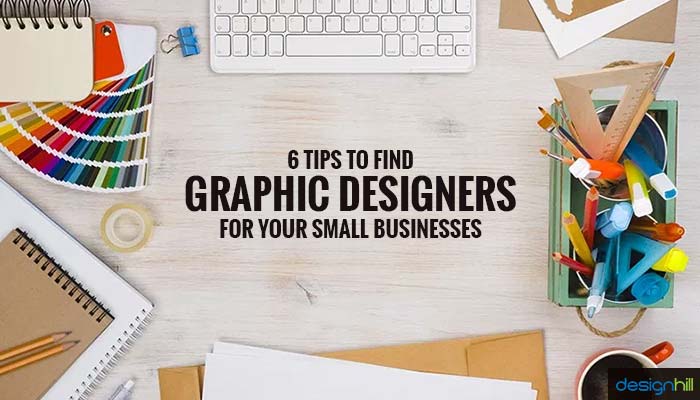 6 TIPS TO FIND
GRAPHIC DESIGNERS
FOR YOUR SMALL BUSINESSES
designhill